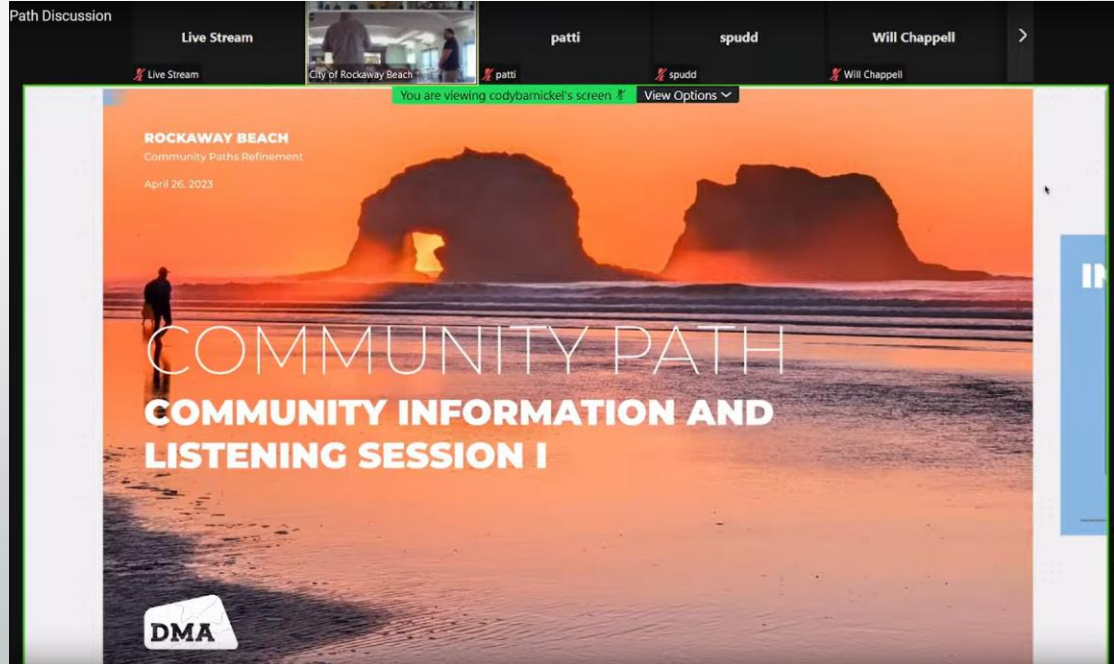 Path Discussion
Live Stream
patti
spudd
Will Chappell
Live Stream
City of Rockaway Beach
patti
spudd
Will Chappell
You are viewing codybarnickel's screen
View Options
ROCKAWAY BEACH
Community Paths Refinement
April 26, 2023
COMMUNITY PATH
COMMUNITY INFORMATION AND
LISTENING SESSION I
DMA